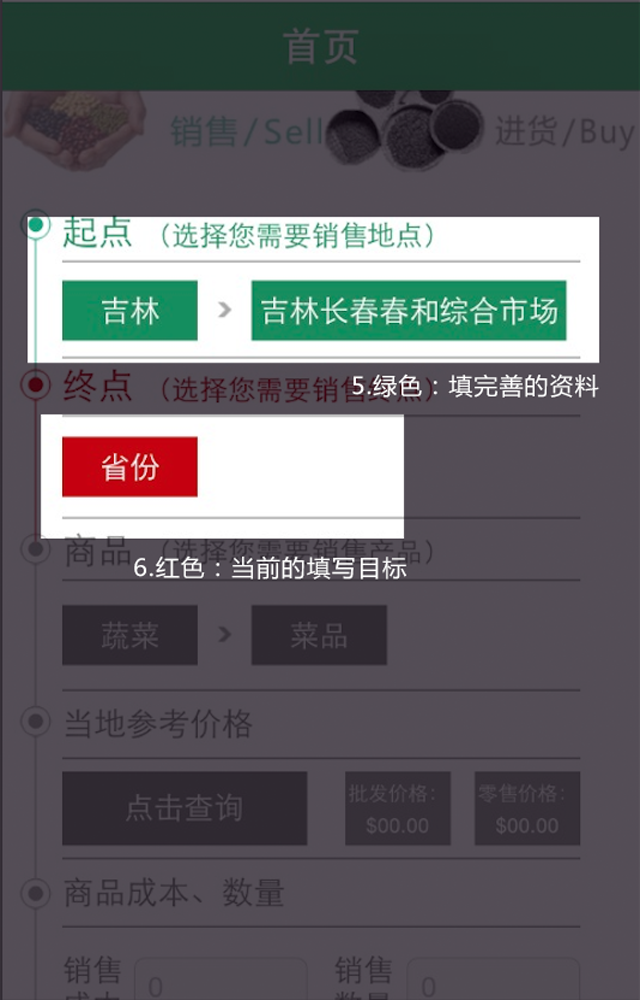 首页
销售/Sell 进货/Buy
起点 （选择您需要销售地点）
吉林 > 吉林长春春和综合市场
终点 （选择您需要销售终点）
5.绿色：填完善的资料
省份
商品 （选择您需要销售产品）
6.红色：当前的填写目标
蔬菜 > 菜品
当地参考价格
点击查询 批发价格： 零售价格：
$00.00 $00.00
商品成本、数量
销售 0 销售 0
成本 数量